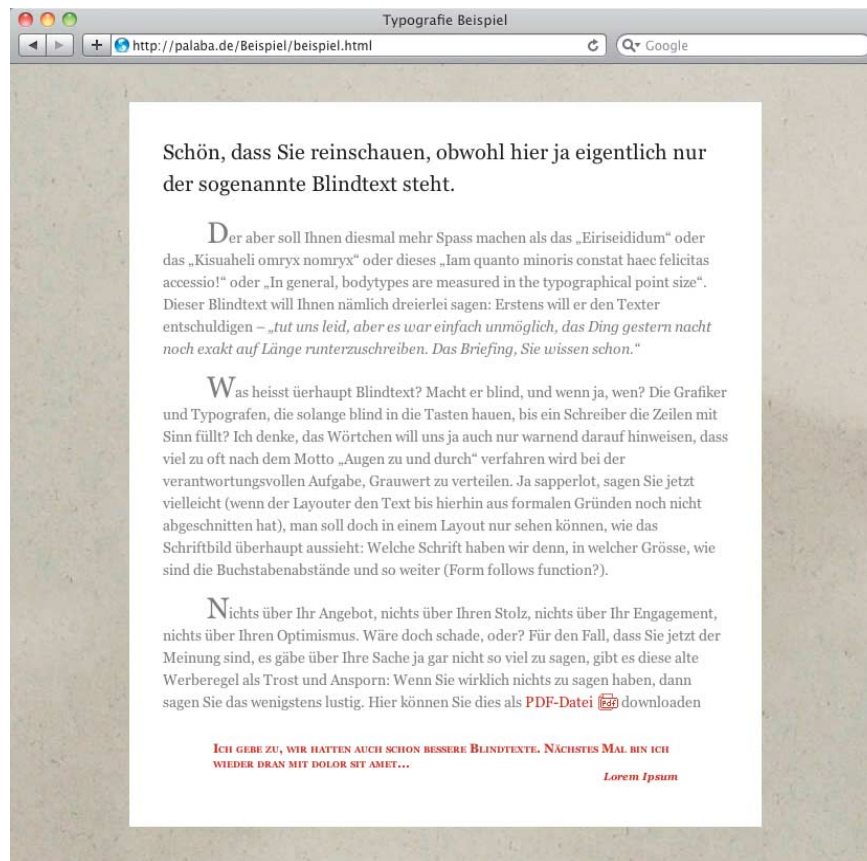 Typografie Beispiel
http://palaba.de/Beispiel/beispiel.html
Google
Schön, dass Sie reinschauen, obwohl hier ja eigentlich nur
der sogenannte Blindtext steht.
Der aber soll Ihnen diesmal mehr Spass machen als das „Eiriseididum“ oder
das „Kisuaheli omryx nomryx“ oder dieses „Iam quanto minoris constat haec felicitas
accessio!“ oder „In general, bodytypes are measured in the typographical point size“.
Dieser Blindtext will Ihnen nämlich dreierlei sagen: Erstens will er den Texter
entschuldigen – „tut uns leid, aber es war einfach unmöglich, das Ding gestern nacht
noch exakt auf Länge runterzuschreiben. Das Briefing, Sie wissen schon.“
Was heisst üerhaupt Blindtext? Macht er blind, und wenn ja, wen? Die Grafiker
und Typografen, die solange blind in die Tasten hauen, bis ein Schreiber die Zeilen mit
Sinn füllt? Ich denke, das Wörtchen will uns ja auch nur warnend darauf hinweisen, dass
viel zu oft nach dem Motto „Augen zu und durch“ verfahren wird bei der
verantwortungsvollen Aufgabe, Grauwert zu verteilen. Ja sapperlot, sagen Sie jetzt
vielleicht (wenn der Layouter den Text bis hierhin aus formalen Gründen noch nicht
abgeschnitten hat), man soll doch in einem Layout nur sehen können, wie das
Schriftbild überhaupt aussieht: Welche Schrift haben wir denn, in welcher Grösse, wie
sind die Buchstabenabstände und so weiter (Form follows function?).
Nichts über Ihr Angebot, nichts über Ihren Stolz, nichts über Ihr Engagement,
nichts über Ihren Optimismus. Wäre doch schade, oder? Für den Fall, dass Sie jetzt der
Meinung sind, es gäbe über Ihre Sache ja gar nicht so viel zu sagen, gibt es diese alte
Werberegel als Trost und Ansporn: Wenn Sie wirklich nichts zu sagen haben, dann
sagen Sie das wenigstens lustig. Hier können Sie dies als PDF-Datei Pdf downloaden
Ich gebe zu, wir hatten auch schon bessere Blindtexte. Nächstes Mal bin ich
wieder dran mit dolor sit amet...
Lorem Ipsum